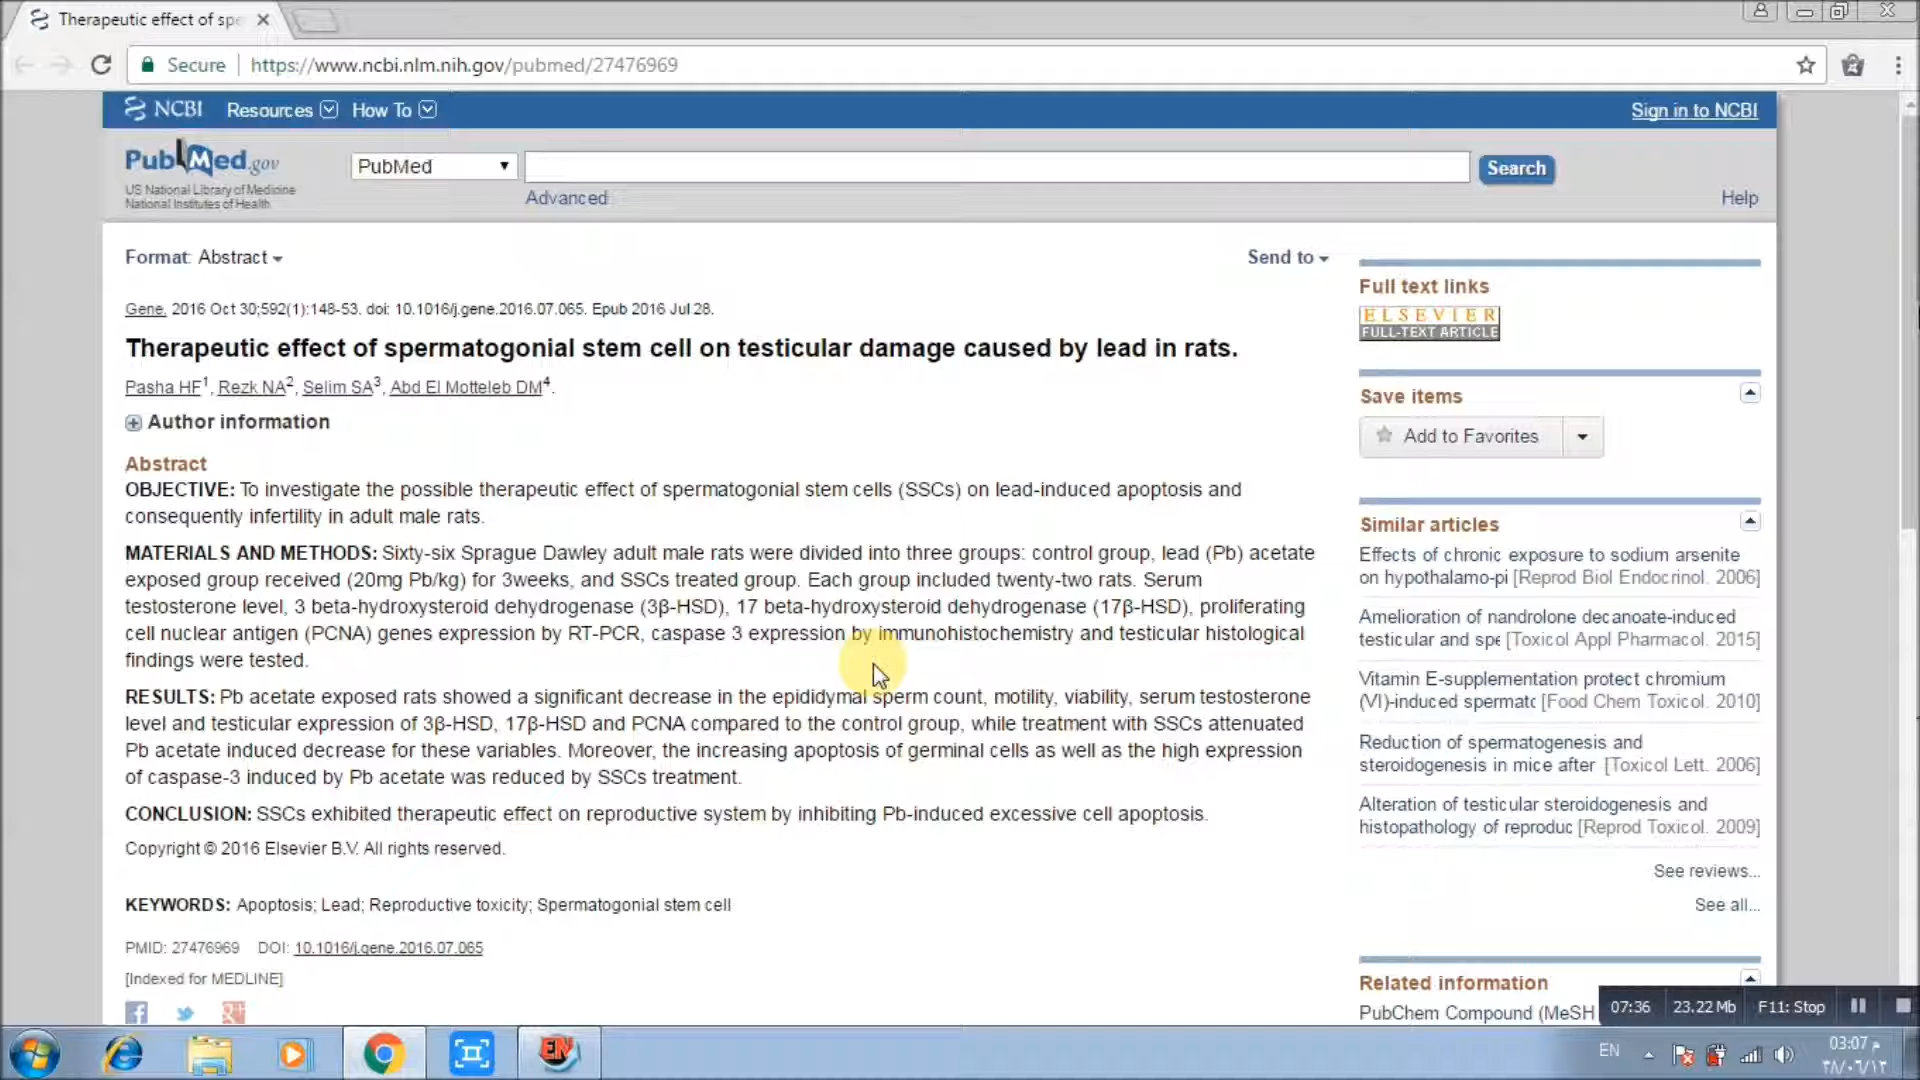 Therapeutic effect of spe
Secure
https://www.ncbi.nlm.nih.gov/pubmed/27476969
NCBI Resources How To Sign in to NCBI
PubMed.gov
US National Library of Medicine
National Institutes of Health
PubMed
Search
Advanced
Help
Format: Abstract
Send to
Gene. 2016 Oct 30;592(1):148-53. doi: 10.1016/j.gene.2016.07.065. Epub 2016 Jul 28.
Therapeutic effect of spermatogonial stem cell on testicular damage caused by lead in rats.
Pasha HF1, Rezk NA2, Selim SA3, Abd El Motteleb DM4.
Author information
Abstract
OBJECTIVE: To investigate the possible therapeutic effect of spermatogonial stem cells (SSCs) on lead-induced apoptosis and
consequently infertility in adult male rats.
MATERIALS AND METHODS: Sixty-six Sprague Dawley adult male rats were divided into three groups: control group, lead (Pb) acetate
exposed group received (20mg Pb/kg) for 3weeks, and SSCs treated group. Each group included twenty-two rats. Serum
testosterone level, 3 beta-hydroxysteroid dehydrogenase (3β-HSD), 17 beta-hydroxysteroid dehydrogenase (17β-HSD), proliferating
cell nuclear antigen (PCNA) genes expression by RT-PCR, caspase 3 expression by immunohistochemistry and testicular histological
findings were tested.
RESULTS: Pb acetate exposed rats showed a significant decrease in the epididymal sperm count, motility, viability, serum testosterone
level and testicular expression of 3β-HSD, 17β-HSD and PCNA compared to the control group, while treatment with SSCs attenuated
Pb acetate induced decrease for these variables. Moreover, the increasing apoptosis of germinal cells as well as the high expression
of caspase-3 induced by Pb acetate was reduced by SSCs treatment.
CONCLUSION: SSCs exhibited therapeutic effect on reproductive system by inhibiting Pb-induced excessive cell apoptosis.
Copyright © 2016 Elsevier B.V. All rights reserved.
KEYWORDS: Apoptosis; Lead; Reproductive toxicity; Spermatogonial stem cell
PMID: 27476969 DOI: 10.1016/j.gene.2016.07.065
[Indexed for MEDLINE]
Full text links
ELSEVIER
FULL-TEXT ARTICLE
Save items
Add to Favorites
Similar articles
Effects of chronic exposure to sodium arsenite
on hypothalamo-pi [Reprod Biol Endocrinol. 2006]
Amelioration of nandrolone decanoate-induced
testicular and spe [Toxicol Appl Pharmacol. 2015]
Vitamin E-supplementation protect chromium
(VI)-induced spermatc [Food Chem Toxicol. 2010]
Reduction of spermatogenesis and
steroidogenesis in mice after [Toxicol Lett. 2006]
Alteration of testicular steroidogenesis and
histopathology of reproduc [Reprod Toxicol. 2009]
See reviews...
See all...
Related information
PubChem Compound (MeSH
07:36 23.22 Mb F11: Stop
EN
EN
03:07 م
٣٨/٠٦/١٣